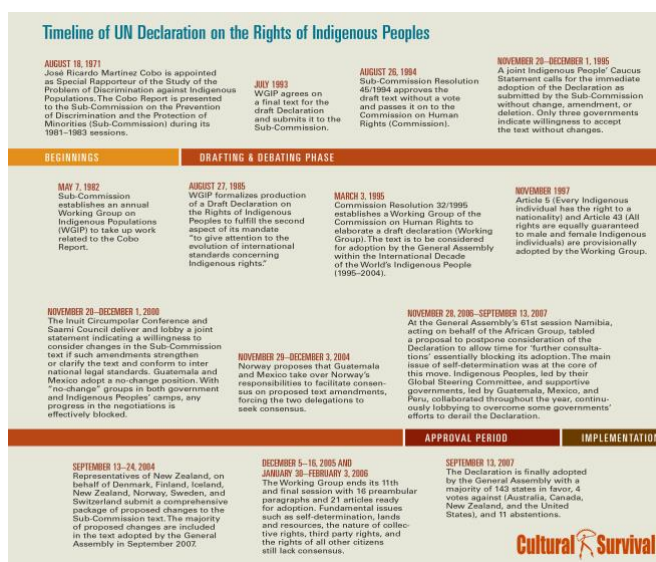 Timeline of UN Declaration on the Rights of Indigenous Peoples
AUGUST 18, 1971
José Ricardo Martínez Cobo is appointed
as Special Rapporteur of the Study of the
Problem of Discrimination against Indigenous
Populations. The Cobo Report is presented
to the Sub-Commission on the Prevention
of Discrimination and the Protection of
Minorities (Sub-Commission) during its
1981–1983 sessions.
JULY 1993
WGIP agrees on
a final text for the
draft Declaration
and submits it to the
Sub-Commission.
AUGUST 26, 1994
Sub-Commission Resolution
45/1994 approves the
draft text without a vote
and passes it on to the
Commission on Human
Rights (Commission).
NOVEMBER 20–DECEMBER 1, 1995
A joint Indigenous People' Caucus
Statement calls for the immediate
adoption of the Declaration as
submitted by the Sub-Commission
without change, amendment, or
deletion. Only three governments
indicate willingness to accept
the text without changes.
BEGINNINGS
DRAFTING & DEBATING PHASE
MAY 7, 1982
Sub-Commission
establishes an annual
Working Group on
Indigenous Populations
(WGIP) to take up work
related to the Cobo
Report.
AUGUST 27, 1985
WGIP formalizes production
of a Draft Declaration on
the Rights of Indigenous
Peoples to fulfill the second
aspect of its mandate
"to give attention to the
evolution of international
standards concerning
Indigenous rights."
MARCH 3, 1995
Commission Resolution 32/1995
establishes a Working Group of the
Commission on Human Rights to
elaborate a draft declaration (Working
Group). The text is to be considered
for adoption by the General Assembly
within the International Decade
of the World's Indigenous People
(1995–2004).
NOVEMBER 1997
Article 5 (Every Indigenous
individual has the right to a
nationality) and Article 43 (All
rights are equally guaranteed
to male and female Indigenous
individuals) are provisionally
adopted by the Working Group.
NOVEMBER 20–DECEMBER 1, 2000
The Inuit Circumpolar Conference and
Saami Council deliver and lobby a joint
statement indicating a willingness to
consider changes in the Sub-Commission
text if such amendments strengthen
or clarify the text and conform to inter
national legal standards. Guatemala and
Mexico adopt a no-change position. With
"no-change" groups in both government
and Indigenous Peoples' camps, any
progress in the negotiations is
effectively blocked.
NOVEMBER 29–DECEMBER 3, 2004
Norway proposes that Guatemala
and Mexico take over Norway's
responsibilities to facilitate consen-
sus on proposed text amendments,
forcing the two delegations to
seek consensus.
NOVEMBER 28, 2006–SEPTEMBER 13, 2007
At the General Assembly's 61st session Namibia,
acting on behalf of the African Group, tabled
a proposal to postpone consideration of the
Declaration to allow time for 'further consulta-
tions' essentially blocking its adoption. The main
issue of self-determination was at the core of
this move. Indigenous Peoples, led by their
Global Steering Committee, and supportive
governments, led by Guatemala, Mexico, and
Peru, collaborated throughout the year, continu-
ously lobbying to overcome some governments'
efforts to derail the Declaration.
APPROVAL PERIOD
IMPLEMENTATION
SEPTEMBER 13–24, 2004
Representatives of New Zealand, on
behalf of Denmark, Finland, Iceland,
New Zealand, Norway, Sweden, and
Switzerland submit a comprehensive
package of proposed changes to the
Sub-Commission text. The majority
of proposed changes are included
in the text adopted by the General
Assembly in September 2007.
DECEMBER 5–16, 2005 AND
JANUARY 30–FEBRUARY 3, 2006
The Working Group ends its 11th
and final session with 16 preambular
paragraphs and 21 articles ready
for adoption. Fundamental issues
such as self-determination, lands
and resources, the nature of collec-
tive rights, third party rights, and
the rights of all other citizens
still lack consensus.
SEPTEMBER 13, 2007
The Declaration is finally adopted
by the General Assembly with a
majority of 143 states in favor, 4
votes against (Australia, Canada,
New Zealand, and the United
States), and 11 abstentions.
Cultural Survival